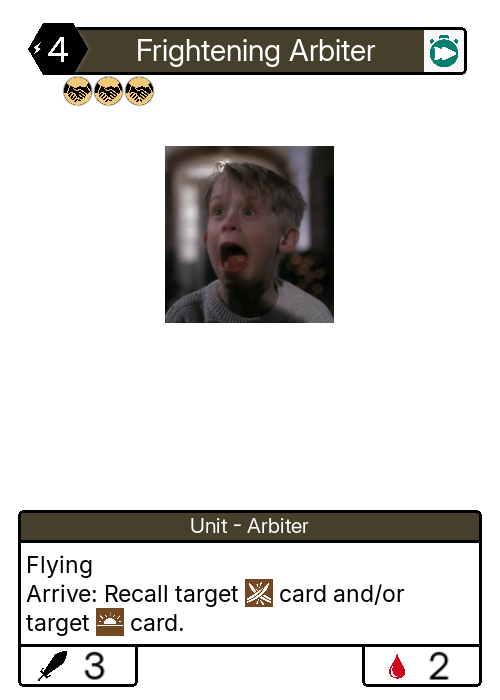 4
Frightening Arbiter
Unit - Arbiter
Flying
Arrive: Recall target card and/or
target card.
3
2